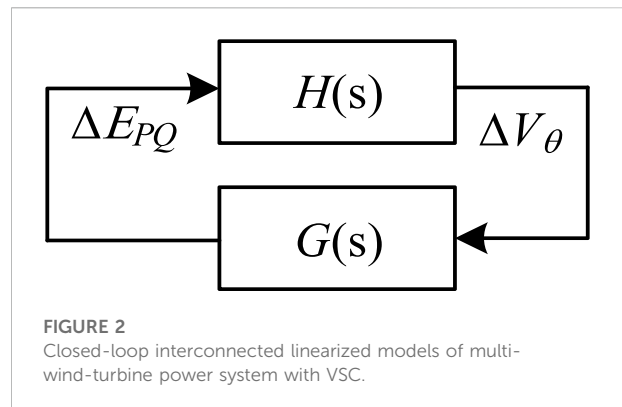 H(s)
ΔE_PQ
ΔV_θ
G(s)
FIGURE 2
Closed-loop interconnected linearized models of multi-
wind-turbine power system with VSC.